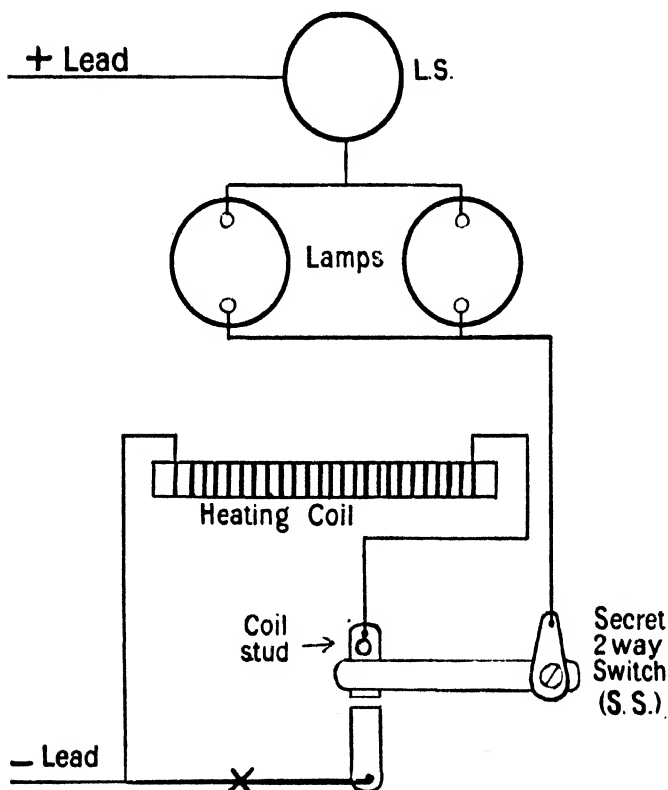 + Lead
L.S.
Lamps
Heating Coil
Coil
stud →
Secret
2 way
Switch
(S.S.)
− Lead